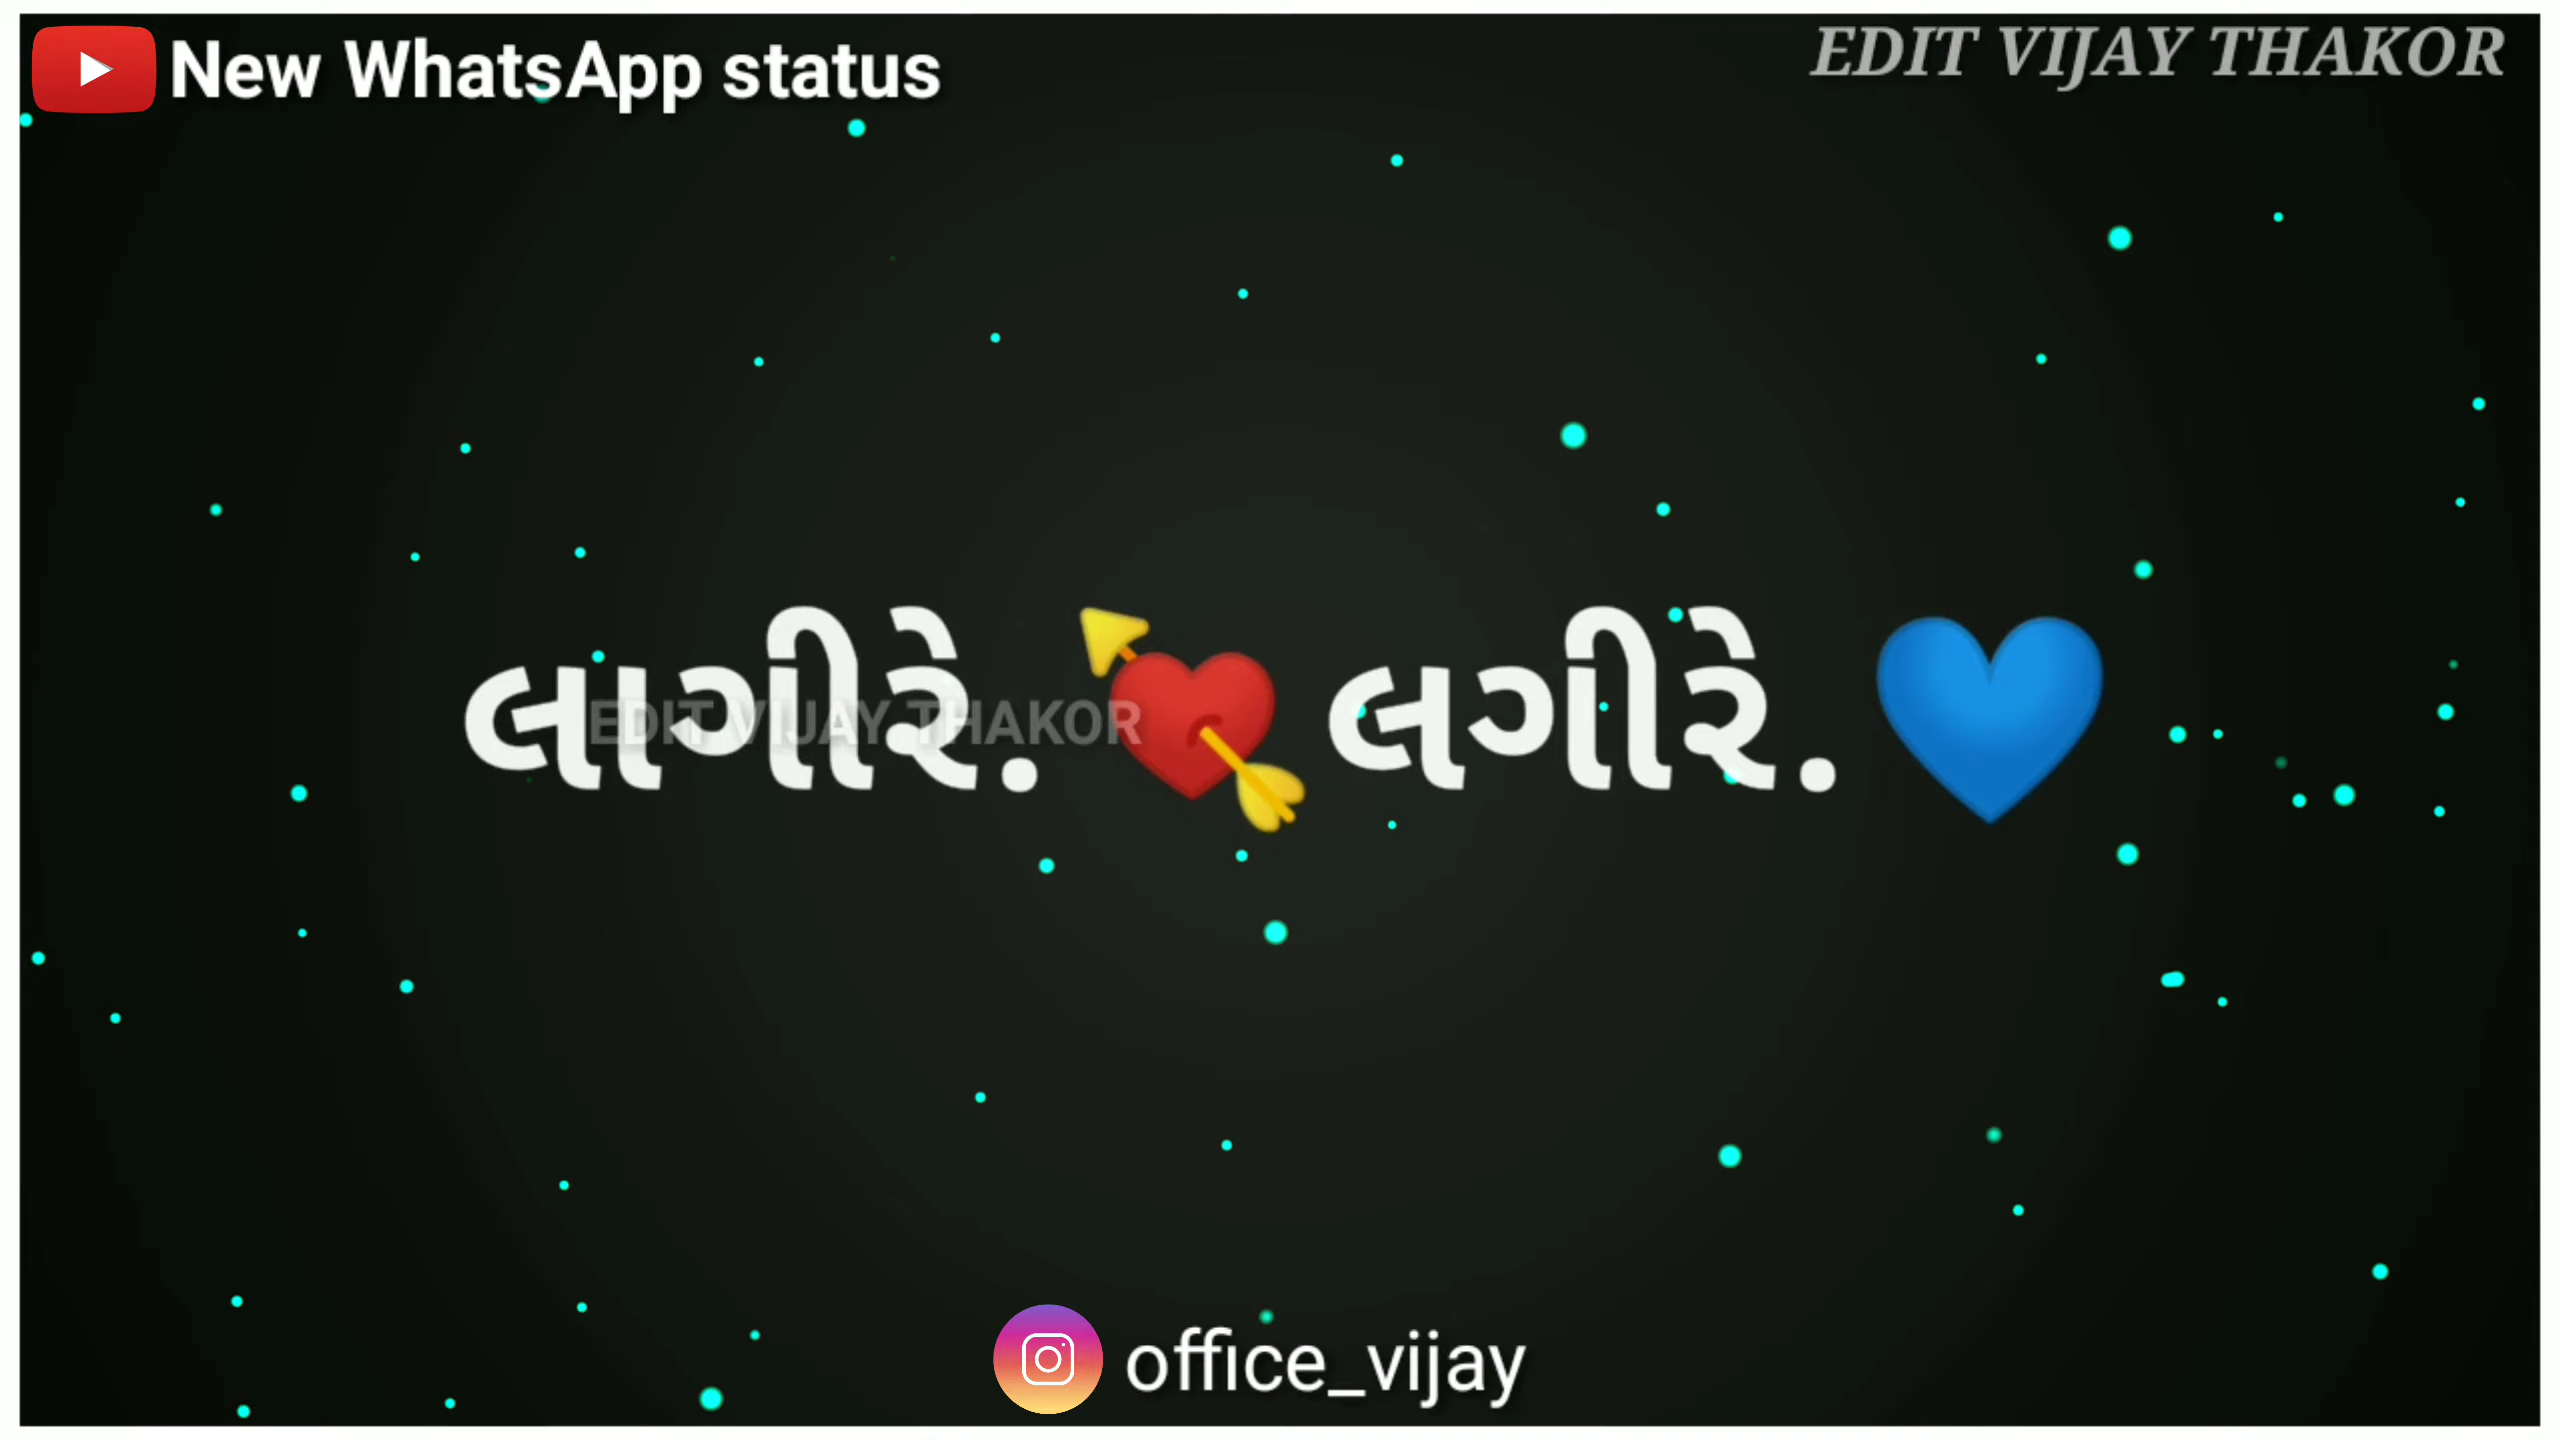 New WhatsApp status
EDIT VIJAY THAKOR
લાગીરે.💘 લગીરે. 💙
EDIT VIJAY THAKOR
office_vijay